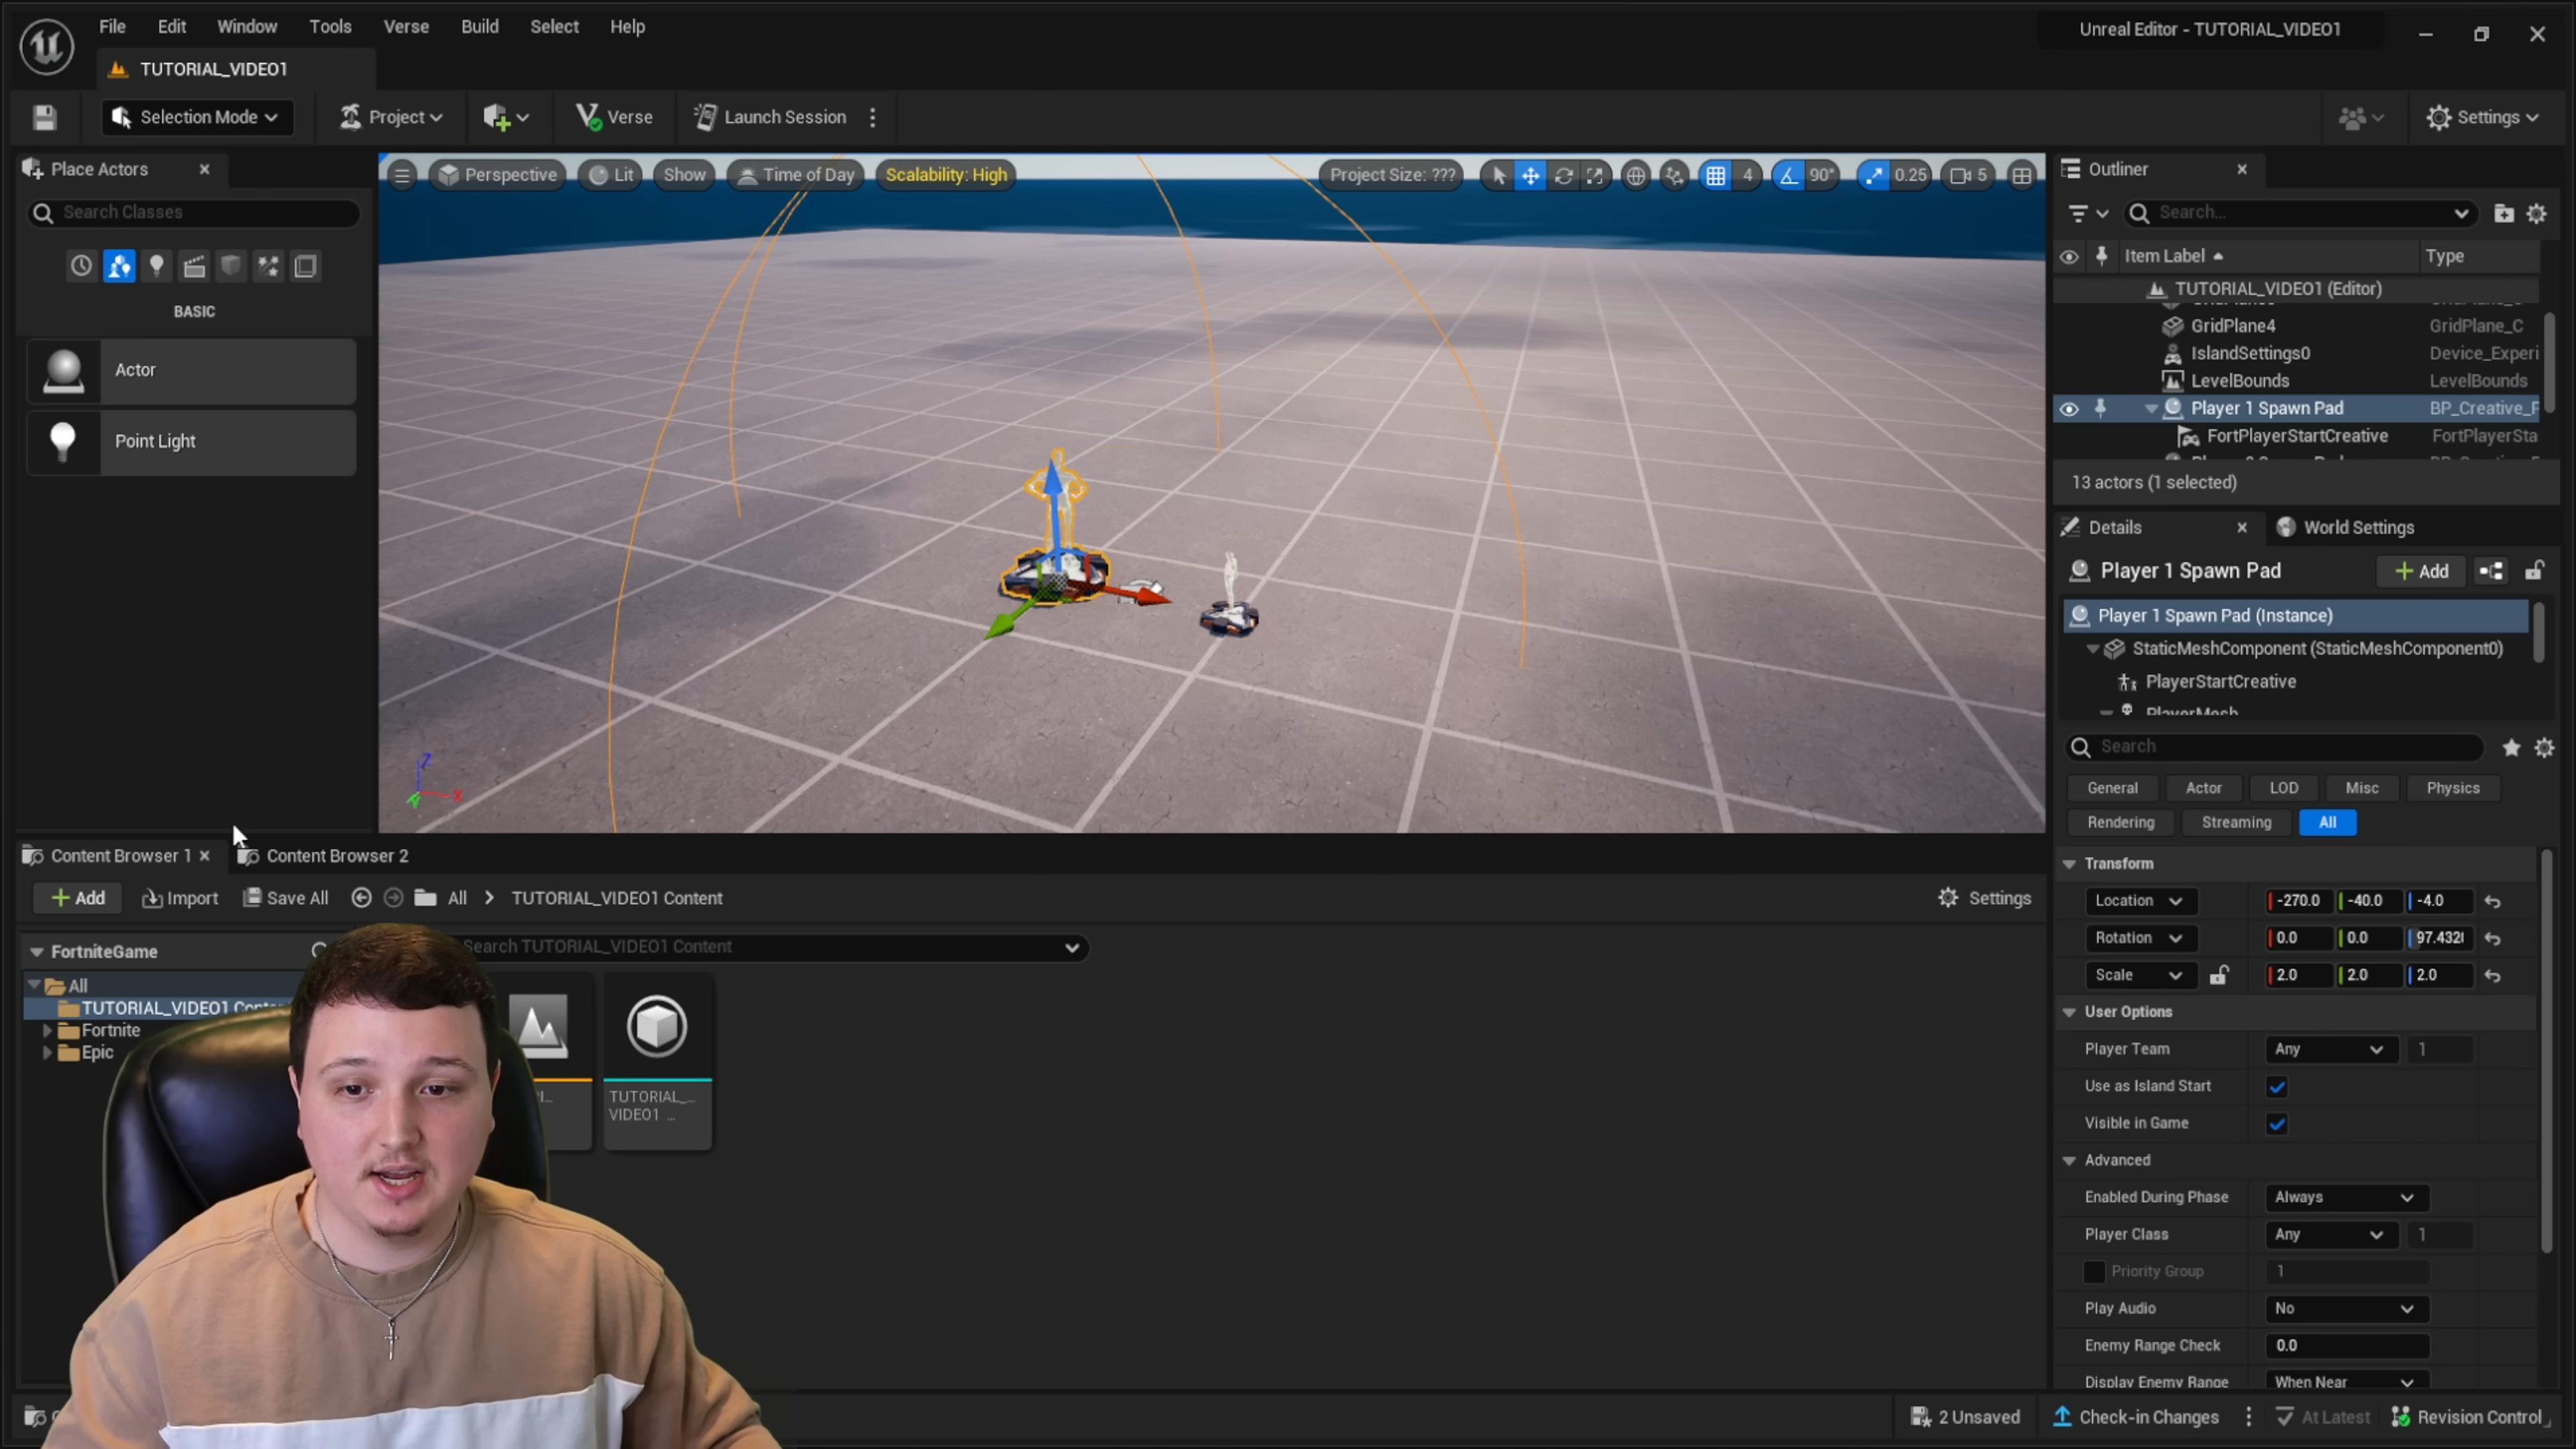 File Edit Window Tools Verse Build Select Help
Unreal Editor - TUTORIAL_VIDEO1
TUTORIAL_VIDEO1
Selection Mode Project Verse Launch Session Settings
Place Actors
Search Classes
BASIC
Actor
Point Light
Perspective Lit Show Time of Day Scalability: High Project Size: ??? 4 90° 0.25 5
Z
X
Outliner
Search...
Item Label Type
TUTORIAL_VIDEO1 (Editor)
GridPlane4 GridPlane_C
IslandSettings0 Device_Experi
LevelBounds LevelBounds
Player 1 Spawn Pad BP_Creative_F
FortPlayerStartCreative FortPlayerSta
13 actors (1 selected)
Details World Settings
Player 1 Spawn Pad Add
Player 1 Spawn Pad (Instance)
StaticMeshComponent (StaticMeshComponent0)
PlayerStartCreative
PlayerMesh
Search
General Actor LOD Misc Physics
Rendering Streaming All
Transform
Location -270.0 -40.0 -4.0
Rotation 0.0 0.0 97.432
Scale 2.0 2.0 2.0
User Options
Player Team Any 1
Use as Island Start
Visible in Game
Advanced
Enabled During Phase Always
Player Class Any 1
Priority Group 1
Play Audio No
Enemy Range Check 0.0
Display Enemy Range When Near
Content Browser 1 Content Browser 2
Add Import Save All All > TUTORIAL_VIDEO1 Content Settings
FortniteGame
Search TUTORIAL_VIDEO1 Content
All
TUTORIAL_VIDEO1
Fortnite
Epic
TUTORIAL_...
VIDEO1 ...
2 Unsaved Check-in Changes At Latest Revision Control